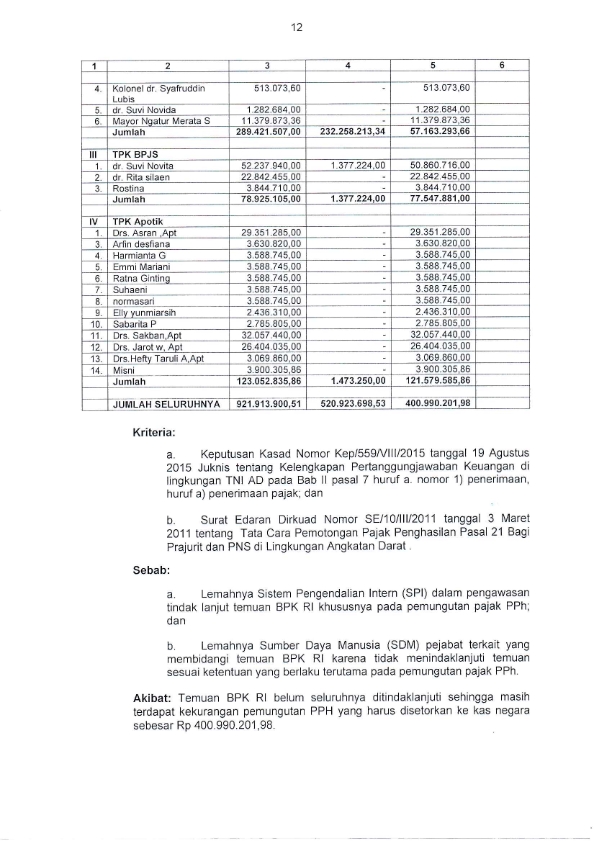 12
1 2 3 4 5 6
4. Kolonel dr. Syafruddin 513.073,60 - 513.073,60
Lubis
5. dr. Suvi Novida 1.282.684,00 - 1.282.684,00
6. Mayor Ngatur Merata S 11.379.873,36 - 11.379.873,36
Jumlah 289.421.507,00 232.258.213,34 57.163.293,66
III TPK BPJS
1. dr. Suvi Novita 52.237.940,00 1.377.224,00 50.860.716,00
2. dr. Rita silaen 22.842.455,00 - 22.842.455,00
3. Rostina 3.844.710,00 - 3.844.710,00
Jumlah 78.925.105,00 1.377.224,00 77.547.881,00
IV TPK Apotik
1. Drs. Asran ,Apt 29.351.285,00 - 29.351.285,00
3. Arfin desfiana 3.630.820,00 - 3.630.820,00
4. Harmianta G 3.588.745,00 - 3.588.745,00
5. Emmi Mariani 3.588.745,00 - 3.588.745,00
6. Ratna Ginting 3.588.745,00 - 3.588.745,00
7. Suhaeni 3.588.745,00 - 3.588.745,00
8. normasari 3.588.745,00 - 3.588.745,00
9. Elly yunmiarsih 2.436.310,00 - 2.436.310,00
10. Sabarita P 2.785.805,00 - 2.785.805,00
11. Drs. Sakban,Apt 32.057.440,00 - 32.057.440,00
12. Drs. Jarot w, Apt 26.404.035,00 - 26.404.035,00
13. Drs.Hefty Taruli A,Apt 3.069.860,00 - 3.069.860,00
14. Misni 3.900.305,86 - 3.900.305,86
Jumlah 123.052.835,86 1.473.250,00 121.579.585,86
JUMLAH SELURUHNYA 921.913.900,51 520.923.698,53 400.990.201,98
Kriteria:
a. Keputusan Kasad Nomor Kep/559/VIII/2015 tanggal 19 Agustus
2015 Juknis tentang Kelengkapan Pertanggungjawaban Keuangan di
lingkungan TNI AD pada Bab II pasal 7 huruf a. nomor 1) penerimaan,
huruf a) penerimaan pajak; dan
b. Surat Edaran Dirkuad Nomor SE/10/III/2011 tanggal 3 Maret
2011 tentang Tata Cara Pemotongan Pajak Penghasilan Pasal 21 Bagi
Prajurit dan PNS di Lingkungan Angkatan Darat .
Sebab:
a. Lemahnya Sistem Pengendalian Intern (SPI) dalam pengawasan
tindak lanjut temuan BPK RI khususnya pada pemungutan pajak PPh;
dan
b. Lemahnya Sumber Daya Manusia (SDM) pejabat terkait yang
membidangi temuan BPK RI karena tidak menindaklanjuti temuan
sesuai ketentuan yang berlaku terutama pada pemungutan pajak PPh.
Akibat: Temuan BPK RI belum seluruhnya ditindaklanjuti sehingga masih
terdapat kekurangan pemungutan PPH yang harus disetorkan ke kas negara
sebesar Rp 400.990.201,98.